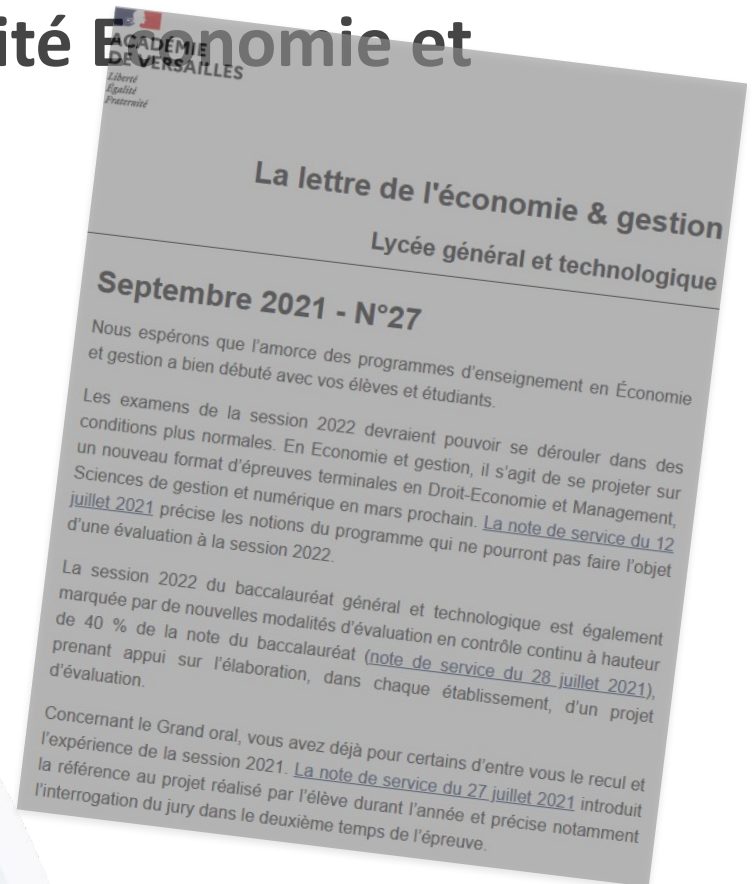 ité Economie et
ACADÉMIE
DE VERSAILLES
Liberté
Égalité
Fraternité
La lettre de l'économie & gestion
Lycée général et technologique
Septembre 2021 - N°27
Nous espérons que l’amorce des programmes d’enseignement en Économie
et gestion a bien débuté avec vos élèves et étudiants.
Les examens de la session 2022 devraient pouvoir se dérouler dans des
conditions plus normales. En Economie et gestion, il s’agit de se projeter sur
un nouveau format d’épreuves terminales en Droit-Economie et Management,
Sciences de gestion et numérique en mars prochain. La note de service du 12
juillet 2021 précise les notions du programme qui ne pourront pas faire l’objet
d’une évaluation à la session 2022.
La session 2022 du baccalauréat général et technologique est également
marquée par de nouvelles modalités d’évaluation en contrôle continu à hauteur
de 40 % de la note du baccalauréat (note de service du 28 juillet 2021),
prenant appui sur l’élaboration, dans chaque établissement, d’un projet
d’évaluation.
Concernant le Grand oral, vous avez déjà pour certains d’entre vous le recul et
l’expérience de la session 2021. La note de service du 27 juillet 2021 introduit
la référence au projet réalisé par l’élève durant l’année et précise notamment
l’interrogation du jury dans le deuxième temps de l’épreuve.